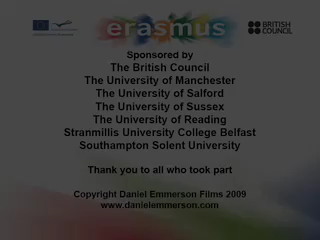 erasmus
BRITISH
COUNCIL
Sponsored by
The British Council
The University of Manchester
The University of Salford
The University of Sussex
The University of Reading
Stranmillis University College Belfast
Southampton Solent University
Thank you to all who took part
Copyright Daniel Emmerson Films 2009
www.danielemmerson.com